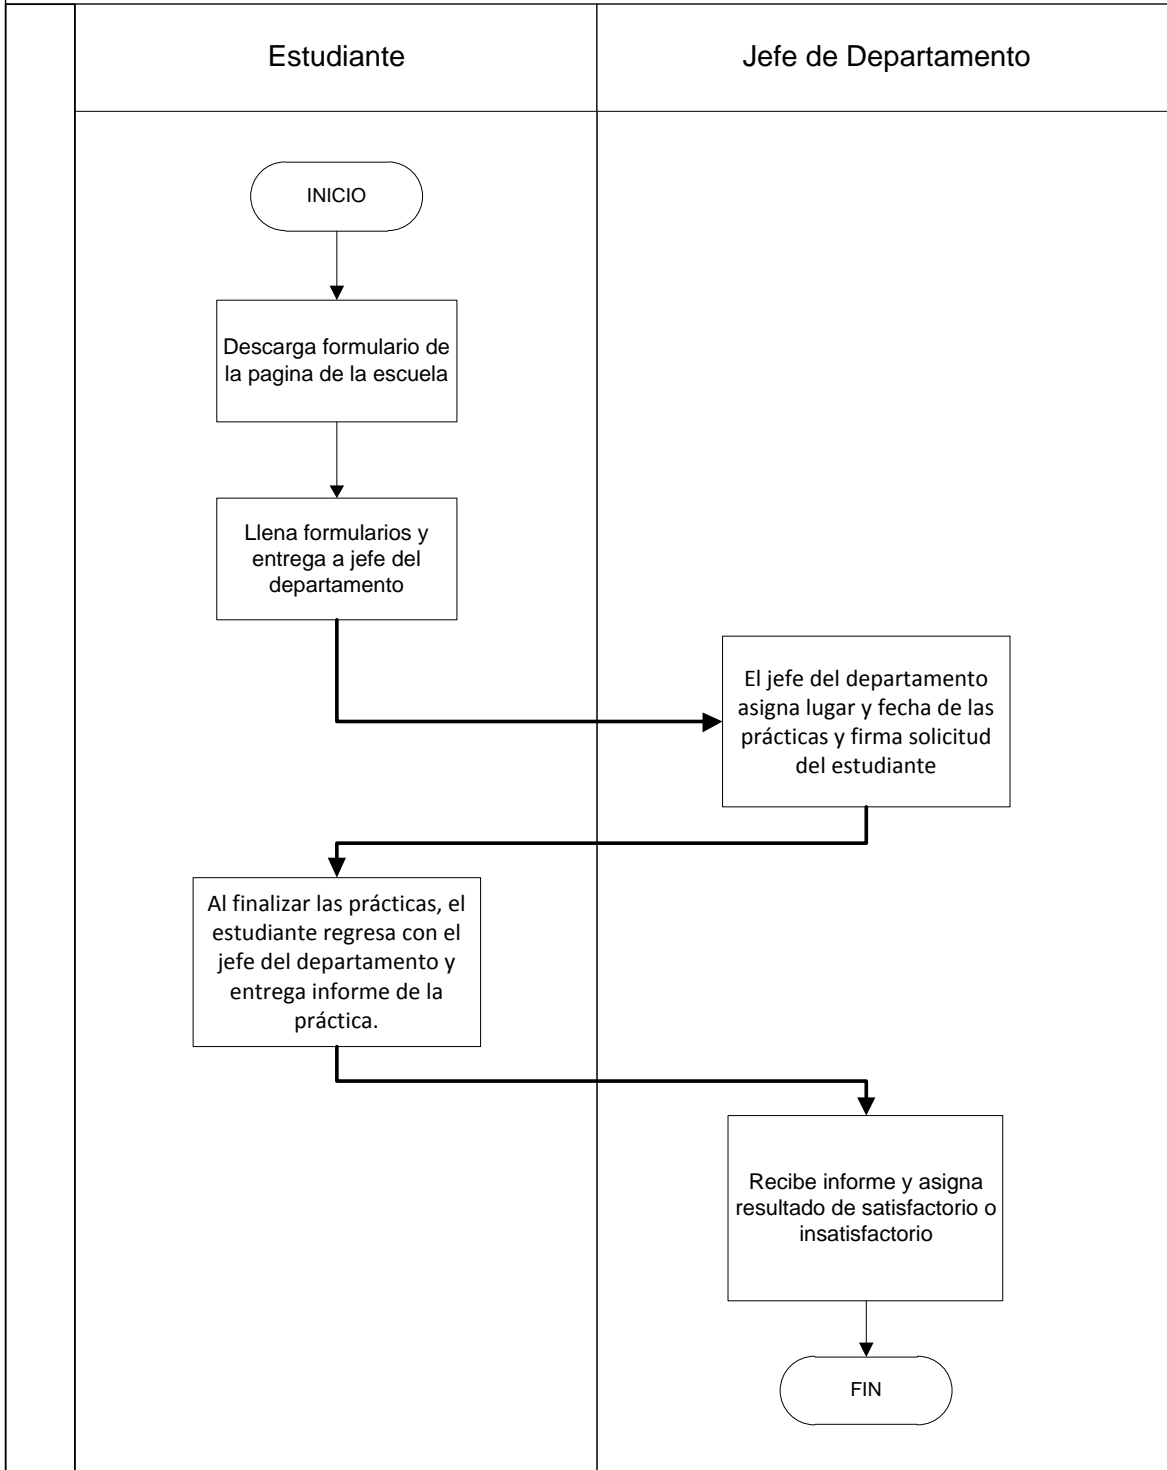 Estudiante
Jefe de Departamento
INICIO
Descarga formulario de
la pagina de la escuela
Llena formularios y
entrega a jefe del
departamento
El jefe del departamento
asigna lugar y fecha de las
prácticas y firma solicitud
del estudiante
Al finalizar las prácticas, el
estudiante regresa con el
jefe del departamento y
entrega informe de la
práctica.
Recibe informe y asigna
resultado de satisfactorio o
insatisfactorio
FIN